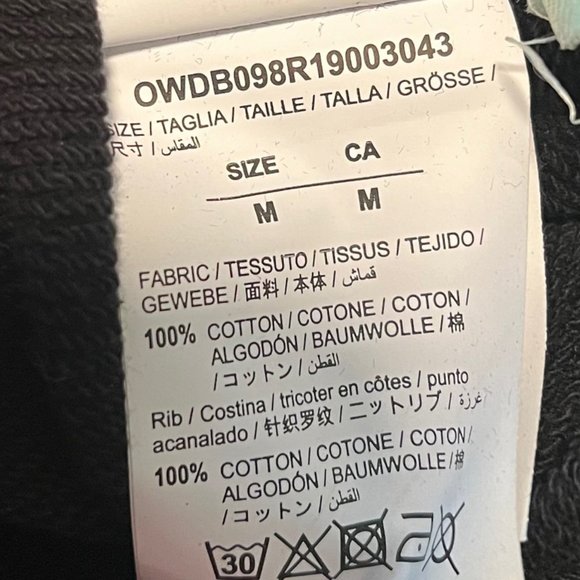 OWDB098R19003043
SIZE / TAGLIA / TAILLE / TALLA / GRÖSSE /
尺寸 / المقاس
SIZE CA
M M
FABRIC / TESSUTO / TISSUS / TEJIDO /
GEWEBE / 面料 / 本体 / قماش
100% COTTON / COTONE / COTON /
ALGODÓN / BAUMWOLLE / 棉
/ コットン / القطن
Rib / Costina / tricoter en côtes / punto
acanalado / 针织罗纹 / ニットリブ / غرزة
100% COTTON / COTONE / COTON /
ALGODÓN / BAUMWOLLE / 棉
/ コットン / القطن
30